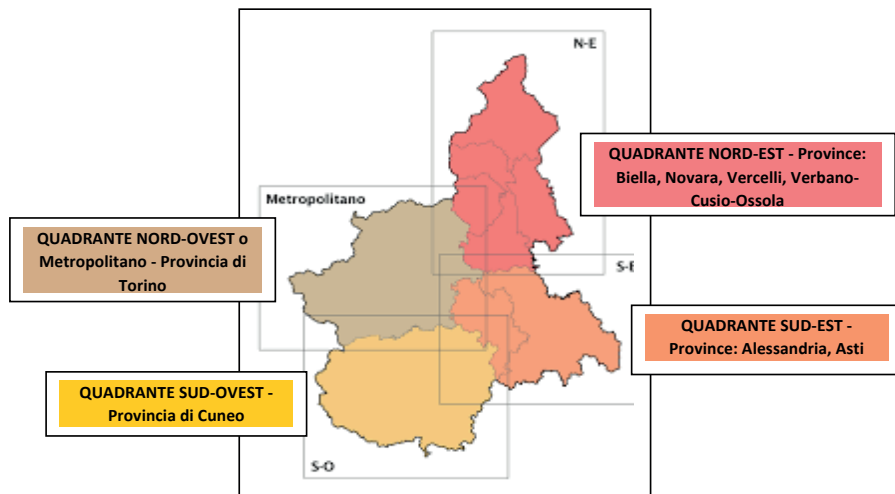 N-E
QUADRANTE NORD-EST - Province:
Biella, Novara, Vercelli, Verbano-
Cusio-Ossola
Metropolitano
QUADRANTE NORD-OVEST o
Metropolitano - Provincia di
Torino
S-E
QUADRANTE SUD-EST -
Province: Alessandria, Asti
QUADRANTE SUD-OVEST -
Provincia di Cuneo
S-O